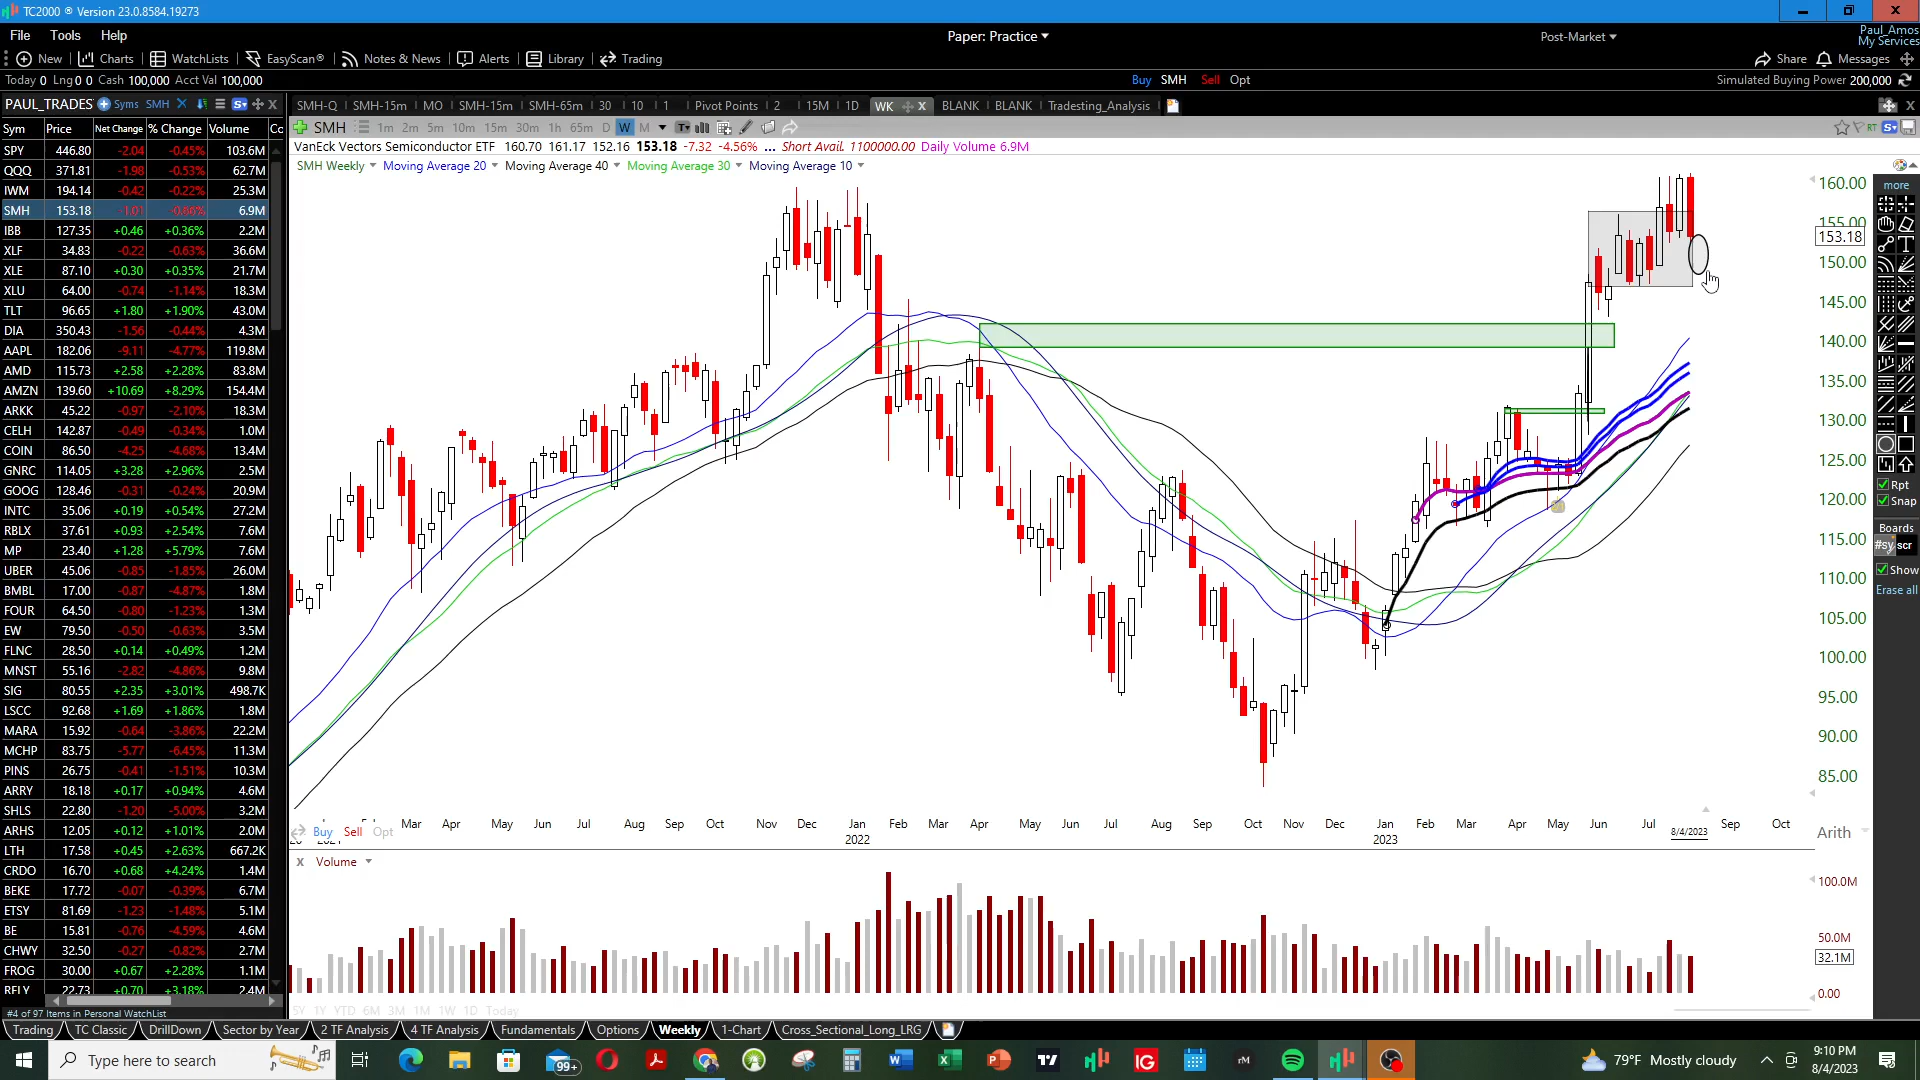 TC2000 ® Version 23.0.8584.19273
File Tools Help
Paper: Practice
Post-Market
Paul_Amos
My Services
New Charts WatchLists EasyScan® Notes & News Alerts Library Trading
Share Messages
Today 0 Lng 0 0 Cash 100,000 Acct Val 100,000
Buy SMH Sell Opt
Simulated Buying Power 200,000
PAUL_TRADES Syms SMH
SMH-Q SMH-15m MO SMH-15m SMH-65m 30 10 1 Pivot Points 2 15M 1D WK X BLANK BLANK Tradesting_Analysis
Sym Price Net Change % Change Volume Co
SMH 1m 2m 5m 10m 15m 30m 1h 65m D W M
VanEck Vectors Semiconductor ETF 160.70 161.17 152.16 153.18 -7.32 -4.56% ... Short Avail. 1100000.00 Daily Volume 6.9M
SMH Weekly Moving Average 20 Moving Average 40 Moving Average 30 Moving Average 10
SPY 446.80 -2.04 -0.45% 103.6M
QQQ 371.81 -1.98 -0.53% 62.7M
IWM 194.14 -0.42 -0.22% 25.3M
SMH 153.18 -1.01 -0.66% 6.9M
IBB 127.35 +0.46 +0.36% 2.2M
XLF 34.83 -0.22 -0.63% 36.6M
XLE 87.10 +0.30 +0.35% 21.7M
XLU 64.00 -0.74 -1.14% 18.3M
TLT 96.65 +1.80 +1.90% 43.0M
DIA 350.43 -1.56 -0.44% 4.3M
AAPL 182.06 -9.11 -4.77% 119.8M
AMD 115.73 +2.58 +2.28% 83.8M
AMZN 139.60 +10.69 +8.29% 154.4M
ARKK 45.22 -0.97 -2.10% 18.3M
CELH 142.87 -0.49 -0.34% 1.0M
COIN 86.50 -4.25 -4.68% 13.4M
GNRC 114.05 +3.28 +2.96% 2.5M
GOOG 128.46 -0.31 -0.24% 20.9M
INTC 35.06 +0.19 +0.54% 27.2M
RBLX 37.61 +0.93 +2.54% 7.6M
MP 23.40 +1.28 +5.79% 7.6M
UBER 45.06 -0.85 -1.85% 26.0M
BMBL 17.00 -0.87 -4.87% 1.8M
FOUR 64.50 -0.80 -1.23% 1.3M
EW 79.50 -0.50 -0.63% 3.5M
FLNC 28.50 +0.14 +0.49% 1.2M
MNST 55.16 -2.82 -4.86% 9.8M
SIG 80.55 +2.35 +3.01% 498.7K
LSCC 92.68 +1.69 +1.86% 1.8M
MARA 15.92 -0.64 -3.86% 22.2M
MCHP 83.75 -5.77 -6.45% 11.3M
PINS 26.75 -0.41 -1.51% 10.3M
ARRY 18.18 +0.17 +0.94% 4.6M
SHLS 22.80 -1.20 -5.00% 3.2M
ARHS 12.05 +0.12 +1.01% 2.0M
LTH 17.58 +0.45 +2.63% 667.2K
CRDO 16.70 +0.68 +4.24% 1.4M
BEKE 17.72 -0.07 -0.39% 6.7M
ETSY 81.69 -1.23 -1.48% 5.1M
BE 15.81 -0.76 -4.59% 4.6M
CHWY 32.50 -0.27 -0.82% 2.7M
FROG 30.00 +0.67 +2.28% 1.1M
RELY 22.73 +0.70 +3.18% 2.4M
#4 of 97 Items in Personal WatchList
160.00
155.00
153.18
150.00
145.00
140.00
135.00
130.00
125.00
120.00
115.00
110.00
105.00
100.00
95.00
90.00
85.00
more
Rpt
Snap
Boards
#sy scr
Show
Erase all
RT
Mar Apr May Jun Jul Aug Sep Oct Nov Dec Jan Feb Mar Apr May Jun Jul Aug Sep Oct Nov Dec Jan Feb Mar Apr May Jun Jul 8/4/2023 Sep Oct
2022 2023
Buy Sell Opt
Arith
X Volume
100.0M
50.0M
32.1M
0.00
5Y 1Y YTD 6M 3M 1M 1W 1D Today
Trading TC Classic DrillDown Sector by Year 2 TF Analysis 4 TF Analysis Fundamentals Options Weekly 1-Chart Cross_Sectional_Long_LRG
Type here to search
99+
rM
IG
79°F Mostly cloudy
9:10 PM
8/4/2023